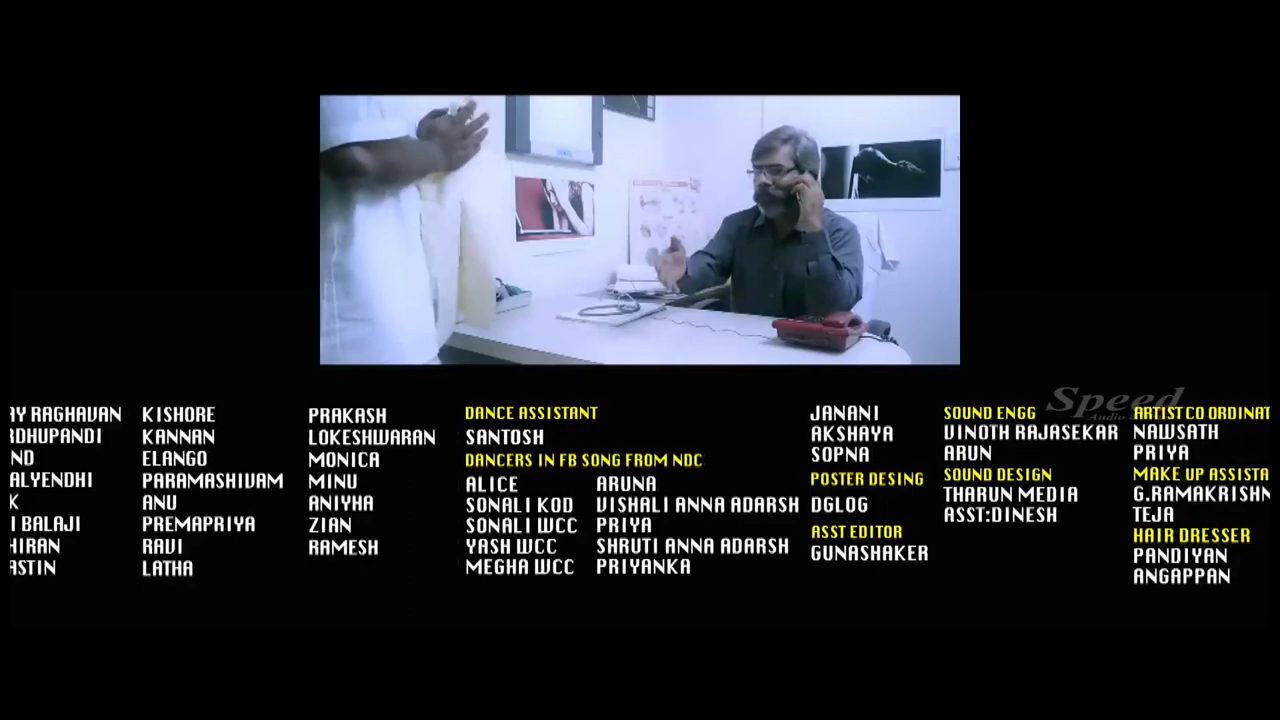 AY RAGHAVAN
RDHUPANDI
ND
ALYENDHI
K
I BALAJI
HIRAN
ASTIN
KISHORE
KANNAN
ELANGO
PARAMASHIVAM
ANU
PREMAPRIYA
RAVI
LATHA
PRAKASH
LOKESHWARAN
MONICA
MINU
ANIYHA
ZIAN
RAMESH
DANCE ASSISTANT
SANTOSH
DANCERS IN FB SONG FROM NDC
ALICE ARUNA
SONALI KOD VISHALI ANNA ADARSH
SONALI WCC PRIYA
YASH WCC SHRUTI ANNA ADARSH
MEGHA WCC PRIYANKA
JANANI
AKSHAYA
SOPNA
POSTER DESING
DGLOG
ASST EDITOR
GUNASHAKER
SOUND ENGG
VINOTH RAJASEKAR
ARUN
SOUND DESIGN
THARUN MEDIA
ASST:DINESH
Speed
Audio
ARTIST CO ORDINAT
NAWSATH
PRIYA
MAKE UP ASSISTA
G.RAMAKRISHN
TEJA
HAIR DRESSER
PANDIYAN
ANGAPPAN